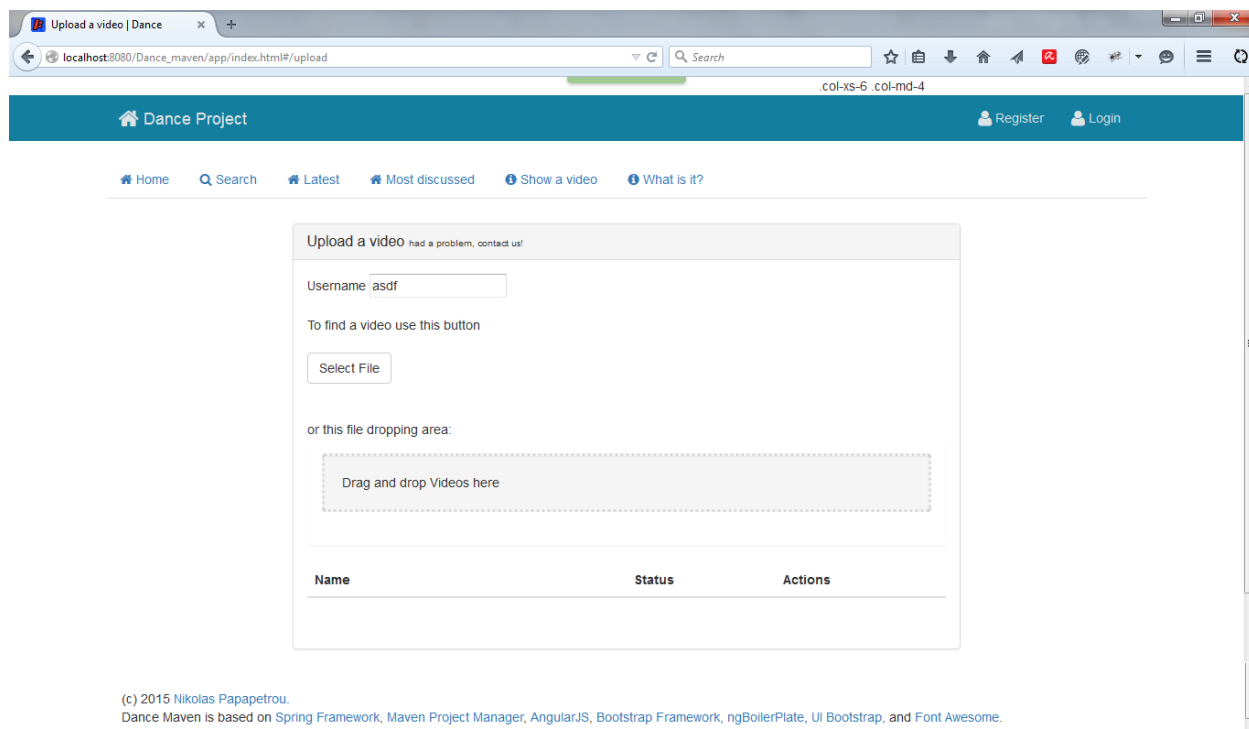 Upload a video | Dance
localhost:8080/Dance_maven/app/index.html#/upload
Search
.col-xs-6 .col-md-4
Dance Project
Register
Login
Home
Search
Latest
Most discussed
Show a video
What is it?
Upload a video had a problem, contact us!
Username asdf
To find a video use this button
Select File
or this file dropping area:
Drag and drop Videos here
Name Status Actions
(c) 2015 Nikolas Papapetrou.
Dance Maven is based on Spring Framework, Maven Project Manager, AngularJS, Bootstrap Framework, ngBoilerPlate, UI Bootstrap, and Font Awesome.